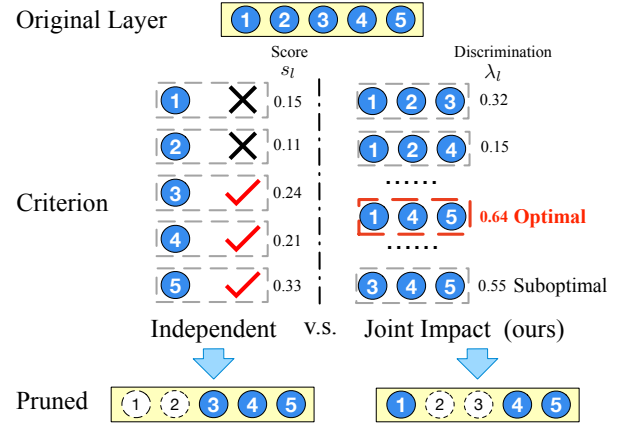 Original Layer 1 2 3 4 5
Score Discrimination
s_l λ_l
1 0.15 1 2 3 0.32
2 0.11 1 2 4 0.15
......
Criterion 3 0.24 1 4 5 0.64 Optimal
4 0.21
......
5 0.33 3 4 5 0.55 Suboptimal
Independent v.s. Joint Impact (ours)
Pruned 1 2 3 4 5 1 2 3 4 5